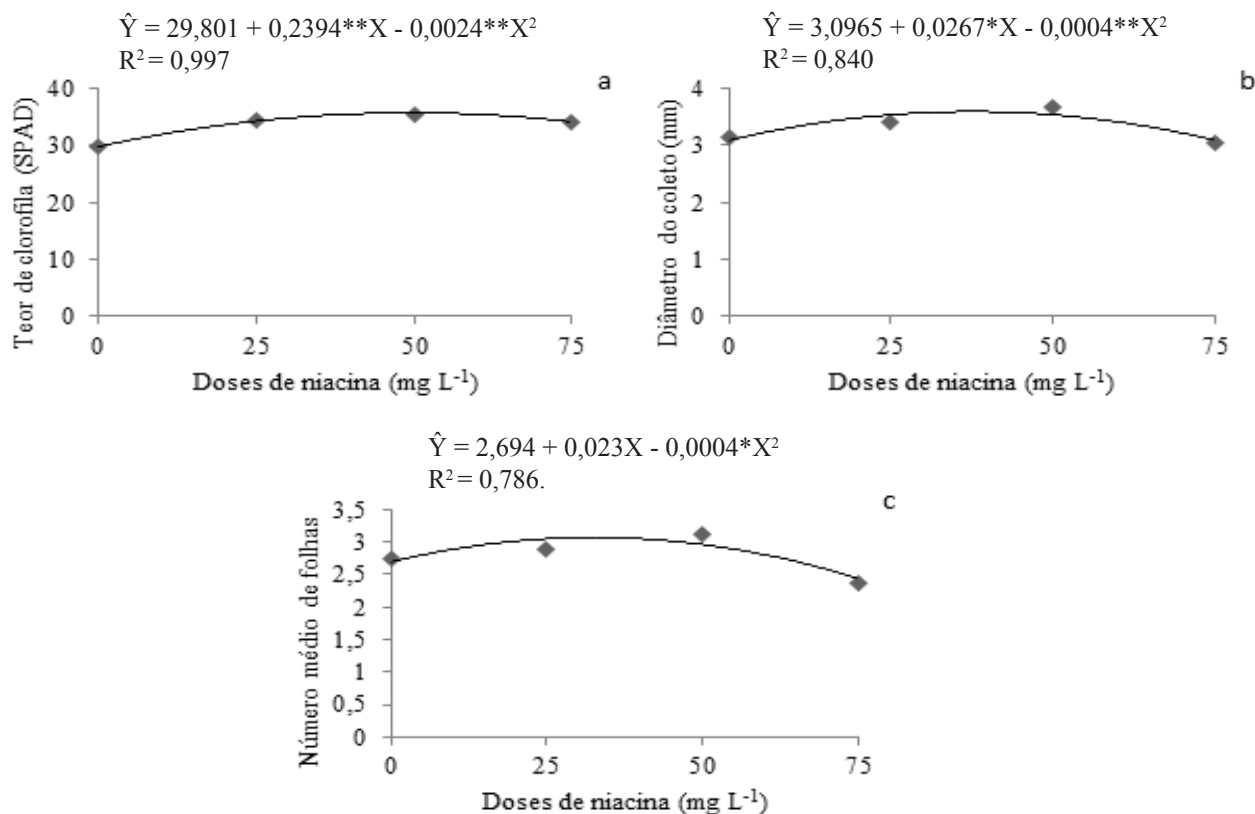 Ŷ = 29,801 + 0,2394**X - 0,0024**X²
R² = 0,997
a
Teor de clorofila (SPAD)
40
30
20
10
0
0 25 50 75
Doses de niacina (mg L⁻¹)
Ŷ = 3,0965 + 0,0267*X - 0,0004**X²
R² = 0,840
b
Diâmetro do coleto (mm)
4
3
2
1
0
0 25 50 75
Doses de niacina (mg L⁻¹)
Ŷ = 2,694 + 0,023X - 0,0004*X²
R² = 0,786.
c
Número médio de folhas
3,5
3
2,5
2
1,5
1
0,5
0
0 25 50 75
Doses de niacina (mg L⁻¹)